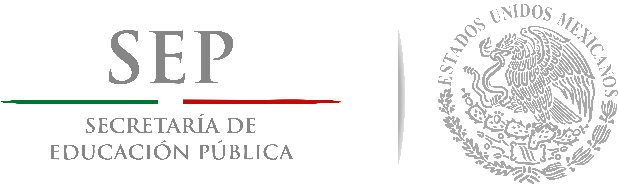 SEP
SECRETARÍA DE
EDUCACIÓN PÚBLICA
ESTADOS UNIDOS MEXICANOS